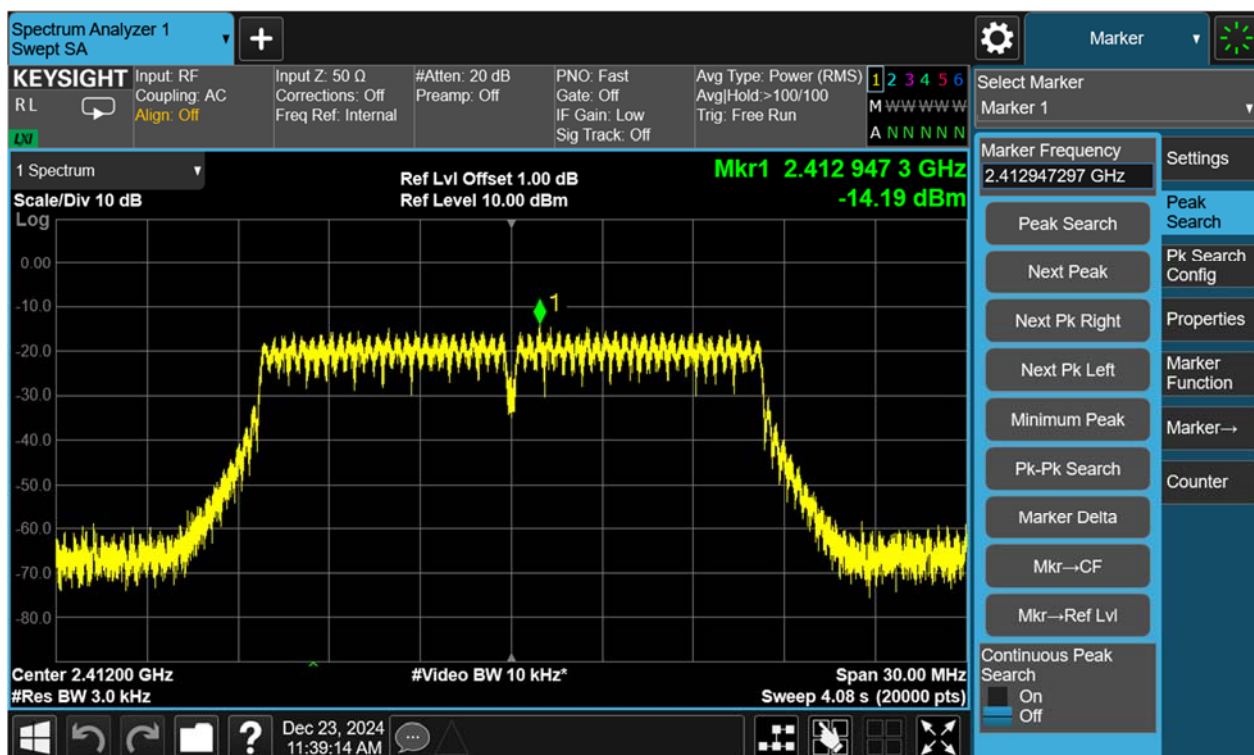 Spectrum Analyzer 1
Swept SA
+
Marker
KEYSIGHT
R L
LXI
Input: RF
Coupling: AC
Align: Off
Input Z: 50 Ω
Corrections: Off
Freq Ref: Internal
#Atten: 20 dB
Preamp: Off
PNO: Fast
Gate: Off
IF Gain: Low
Sig Track: Off
Avg Type: Power (RMS)
Avg|Hold:>100/100
Trig: Free Run
1 2 3 4 5 6
M W W W W W
A N N N N N N
Select Marker
Marker 1
1 Spectrum
Scale/Div 10 dB
Ref Lvl Offset 1.00 dB
Ref Level 10.00 dBm
Mkr1 2.412 947 3 GHz
-14.19 dBm
Log
0.00
-10.0
-20.0
-30.0
-40.0
-50.0
-60.0
-70.0
-80.0
1
Center 2.41200 GHz
#Res BW 3.0 kHz
#Video BW 10 kHz*
Span 30.00 MHz
Sweep 4.08 s (20000 pts)
Marker Frequency
2.412947297 GHz
Peak Search
Next Peak
Next Pk Right
Next Pk Left
Minimum Peak
Pk-Pk Search
Marker Delta
Mkr→CF
Mkr→Ref Lvl
Continuous Peak
Search
On
Off
Settings
Peak
Search
Pk Search
Config
Properties
Marker
Function
Marker→
Counter
?
Dec 23, 2024
11:39:14 AM